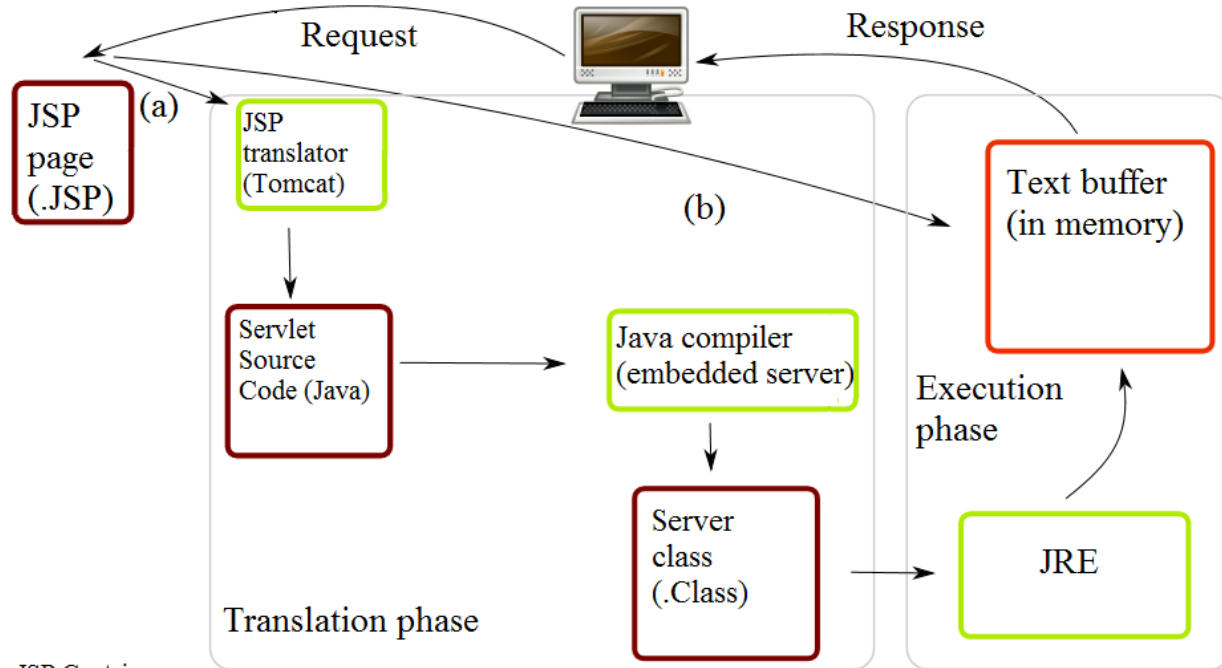 Request
Response
JSP
page
(.JSP)
(a)
JSP
translator
(Tomcat)
(b)
Text buffer
(in memory)
Servlet
Source
Code (Java)
Java compiler
(embedded server)
Execution
phase
Server
class
(.Class)
JRE
Translation phase